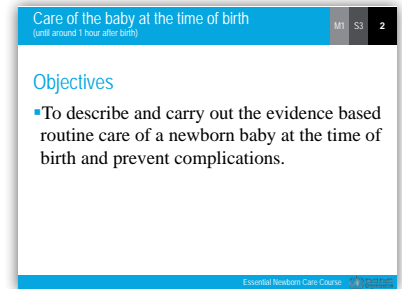 Care of the baby at the time of birth
(until around 1 hour after birth)
M1 S3 2
Objectives
▪To describe and carry out the evidence based
routine care of a newborn baby at the time of
birth and prevent complications.
Essential Newborn Care Course